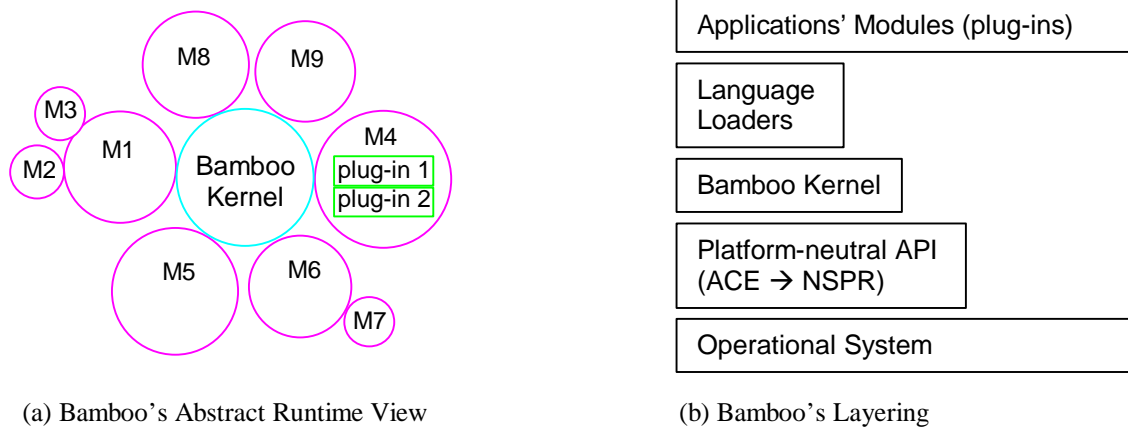 M8
M9
M3
M1
M2
Bamboo
Kernel
M4
plug-in 1
plug-in 2
M5
M6
M7
(a) Bamboo’s Abstract Runtime View
Applications’ Modules (plug-ins)
Language
Loaders
Bamboo Kernel
Platform-neutral API
(ACE → NSPR)
Operational System
(b) Bamboo’s Layering